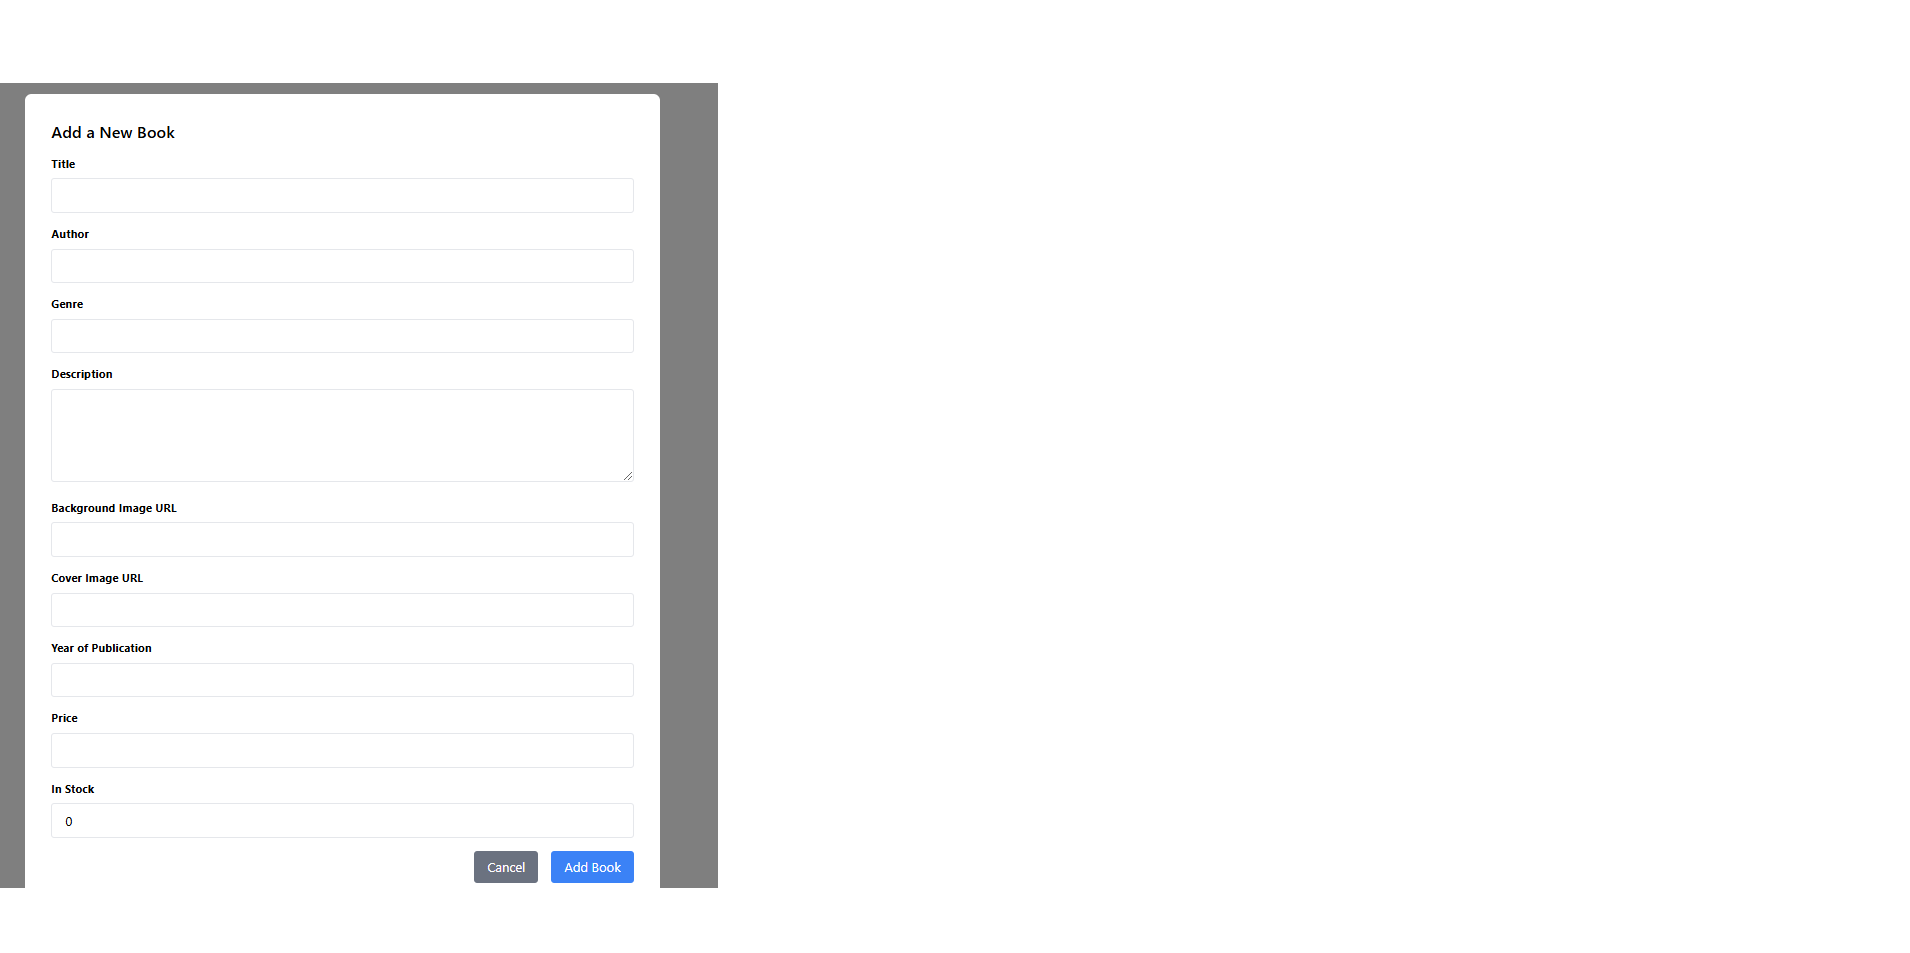 Add a New Book
Title
Author
Genre
Description
Background Image URL
Cover Image URL
Year of Publication
Price
In Stock
0
Cancel Add Book